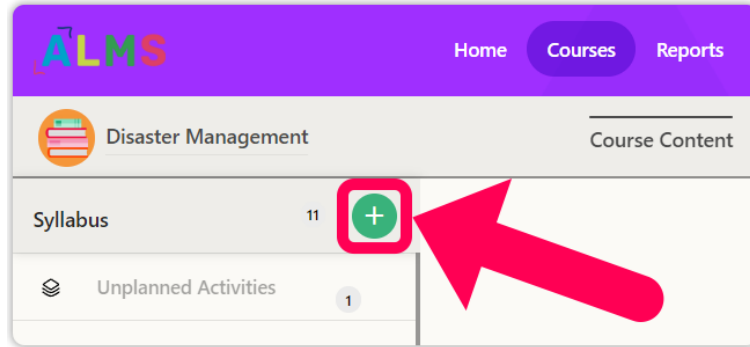 ALMS
Home Courses Reports
Disaster Management
Course Content
Syllabus 11 +
Unplanned Activities 1